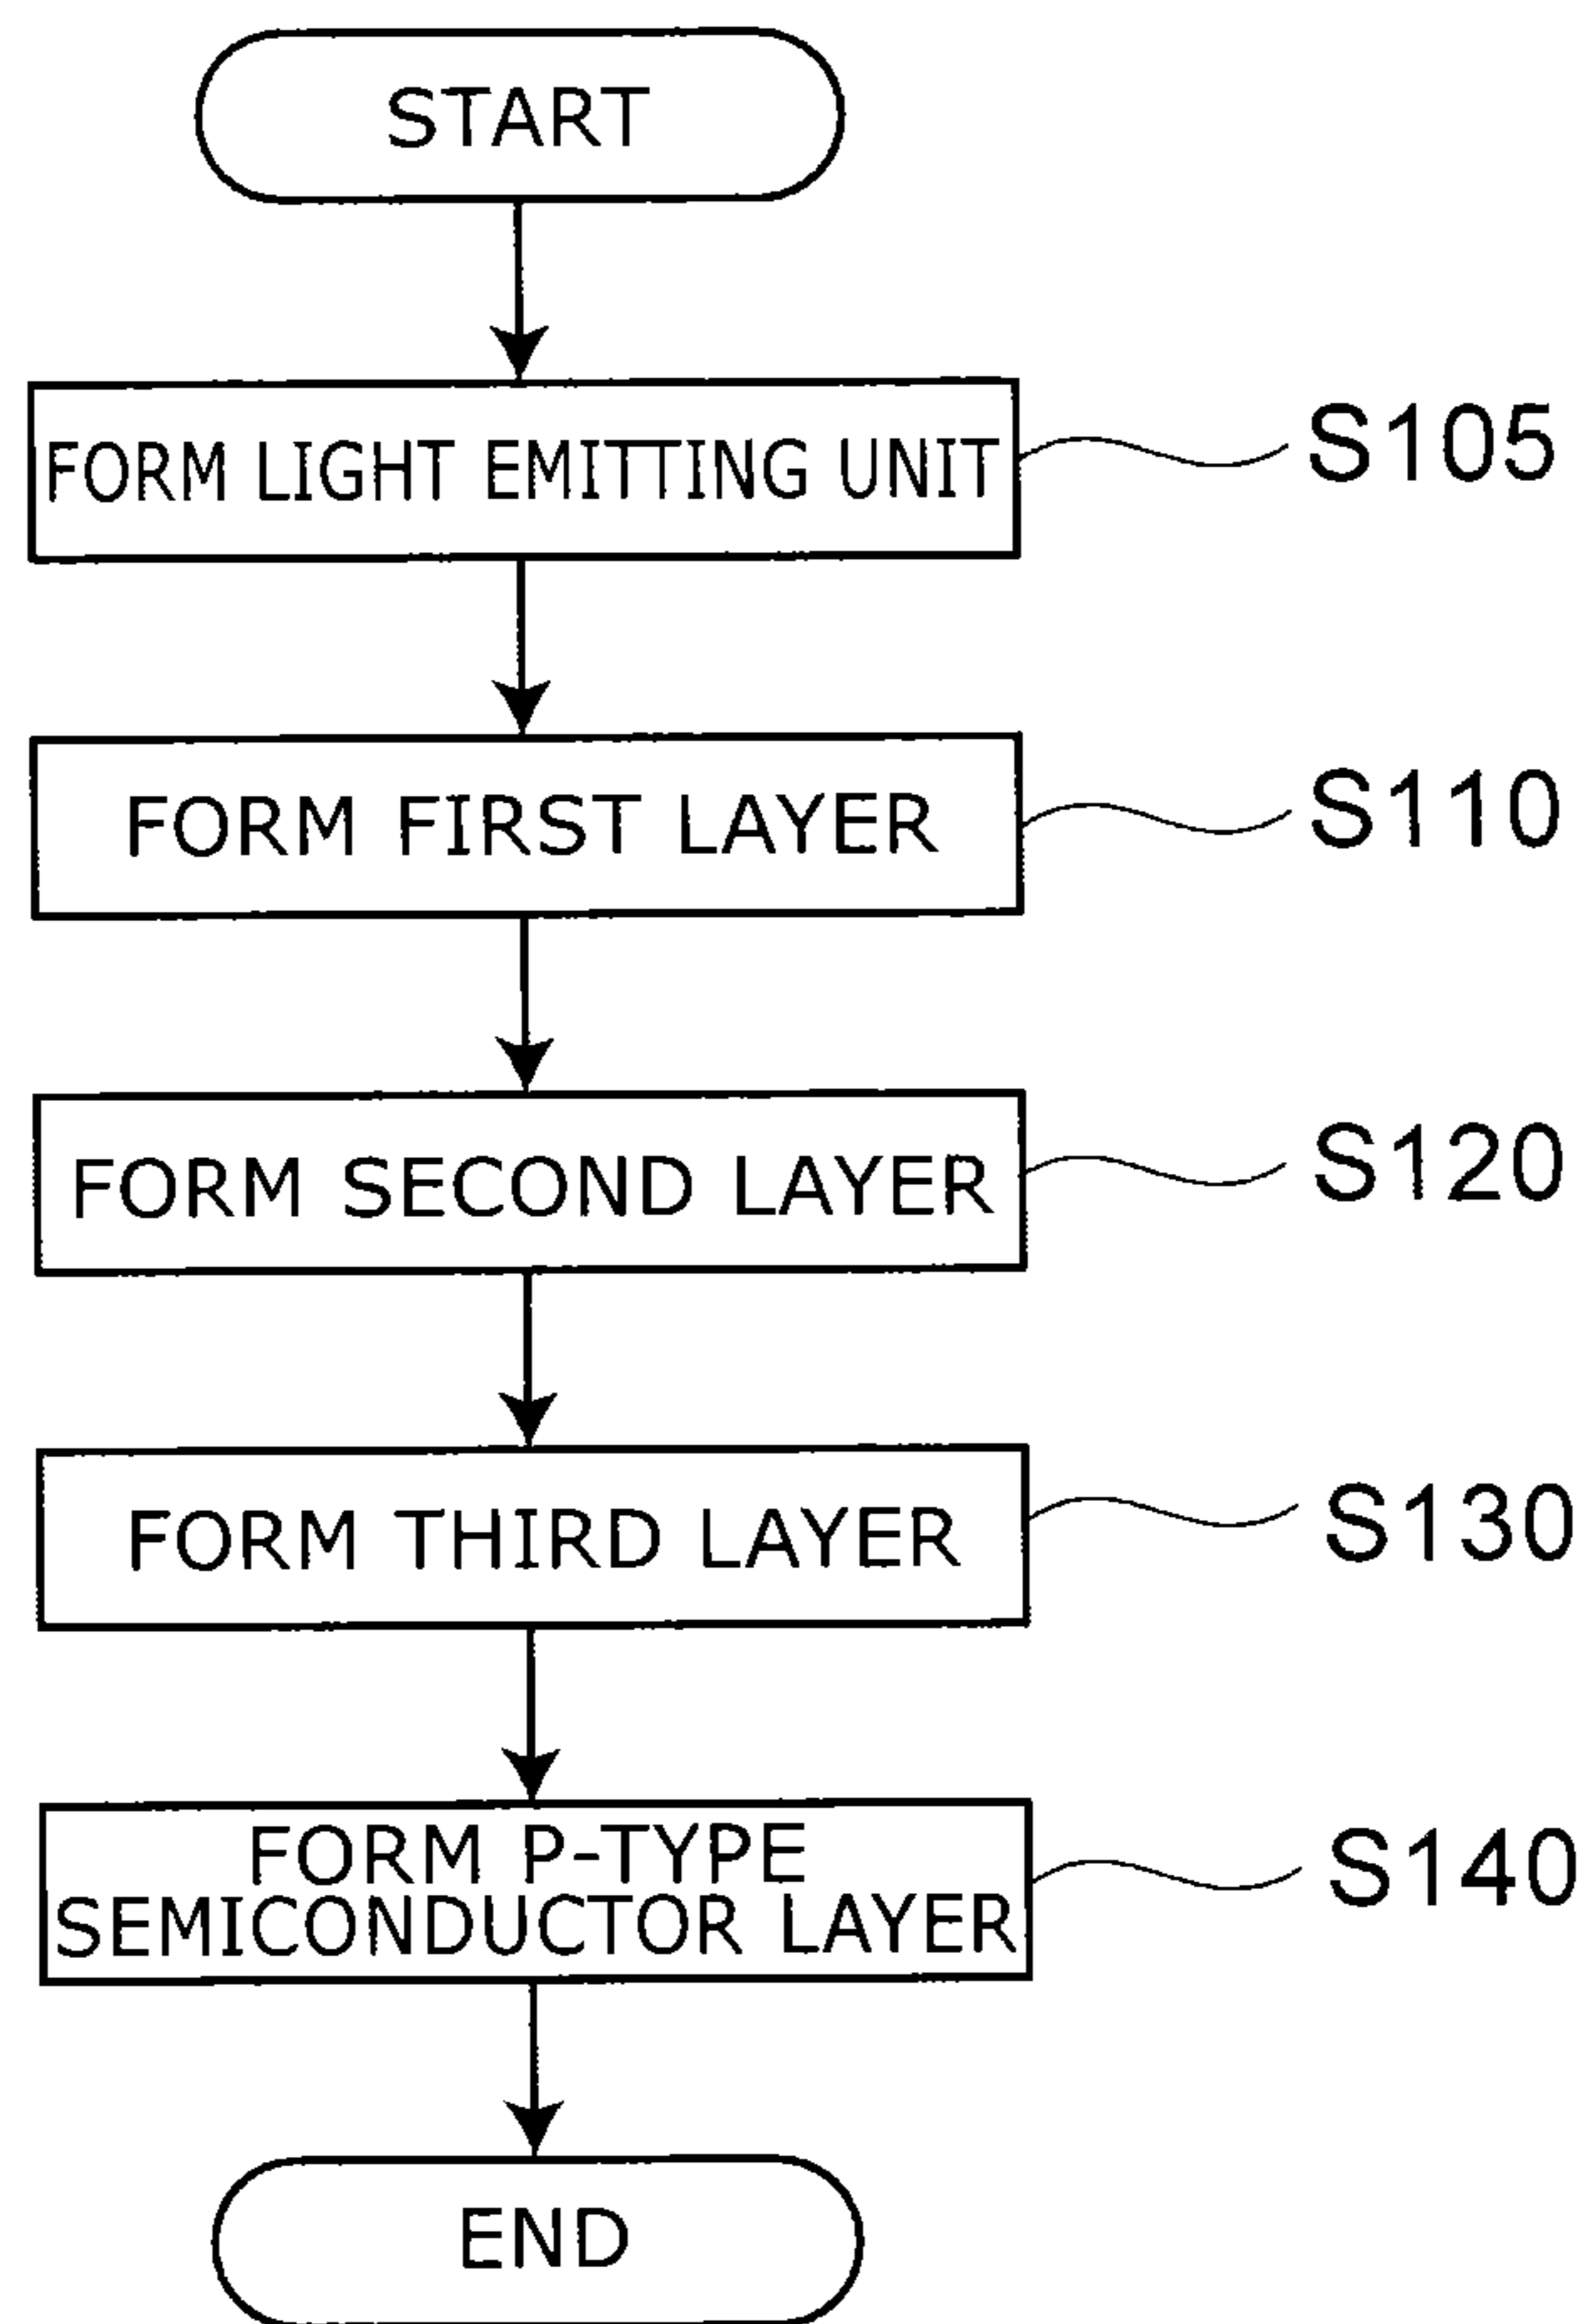 START
FORM LIGHT EMITTING UNIT
S105
FORM FIRST LAYER
S110
FORM SECOND LAYER
S120
FORM THIRD LAYER
S130
FORM P-TYPE
SEMICONDUCTOR LAYER
S140
END